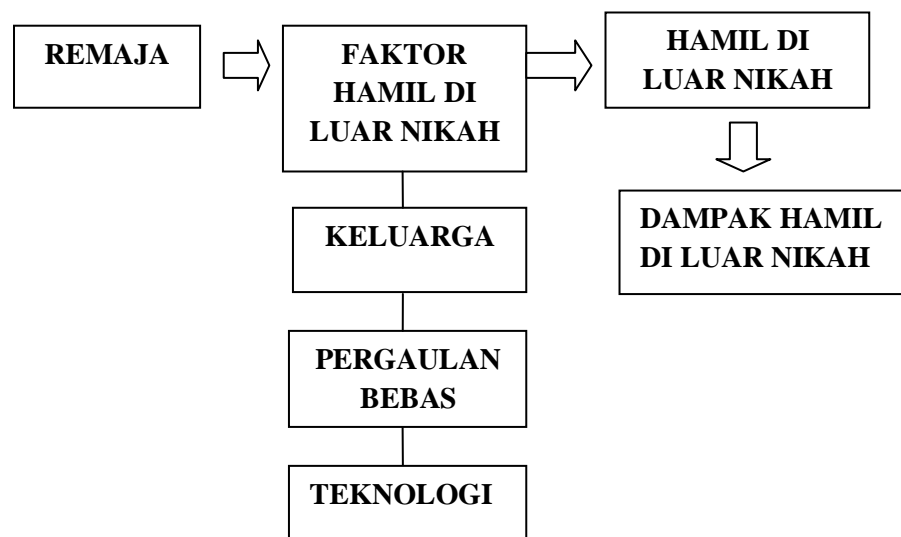 REMAJA
FAKTOR
HAMIL DI
LUAR NIKAH
HAMIL DI
LUAR NIKAH
DAMPAK HAMIL
DI LUAR NIKAH
KELUARGA
PERGAULAN
BEBAS
TEKNOLOGI